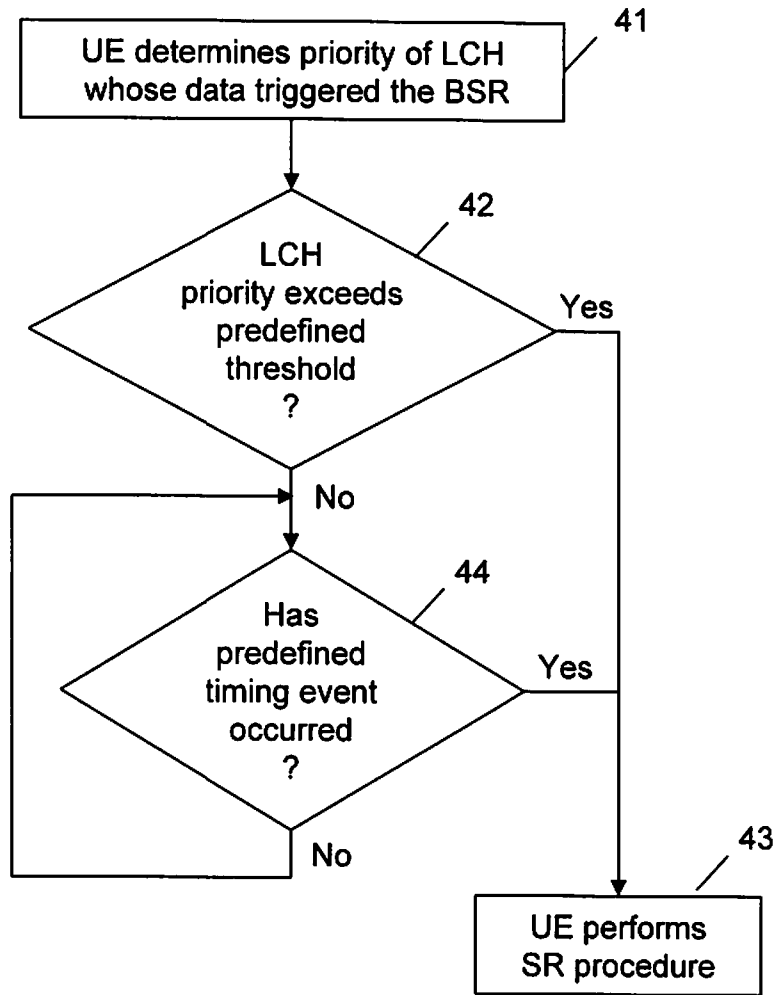 41
UE determines priority of LCH
whose data triggered the BSR
42
LCH
priority exceeds
predefined
threshold
?
Yes
No
44
Has
predefined
timing event
occurred
?
Yes
No
43
UE performs
SR procedure